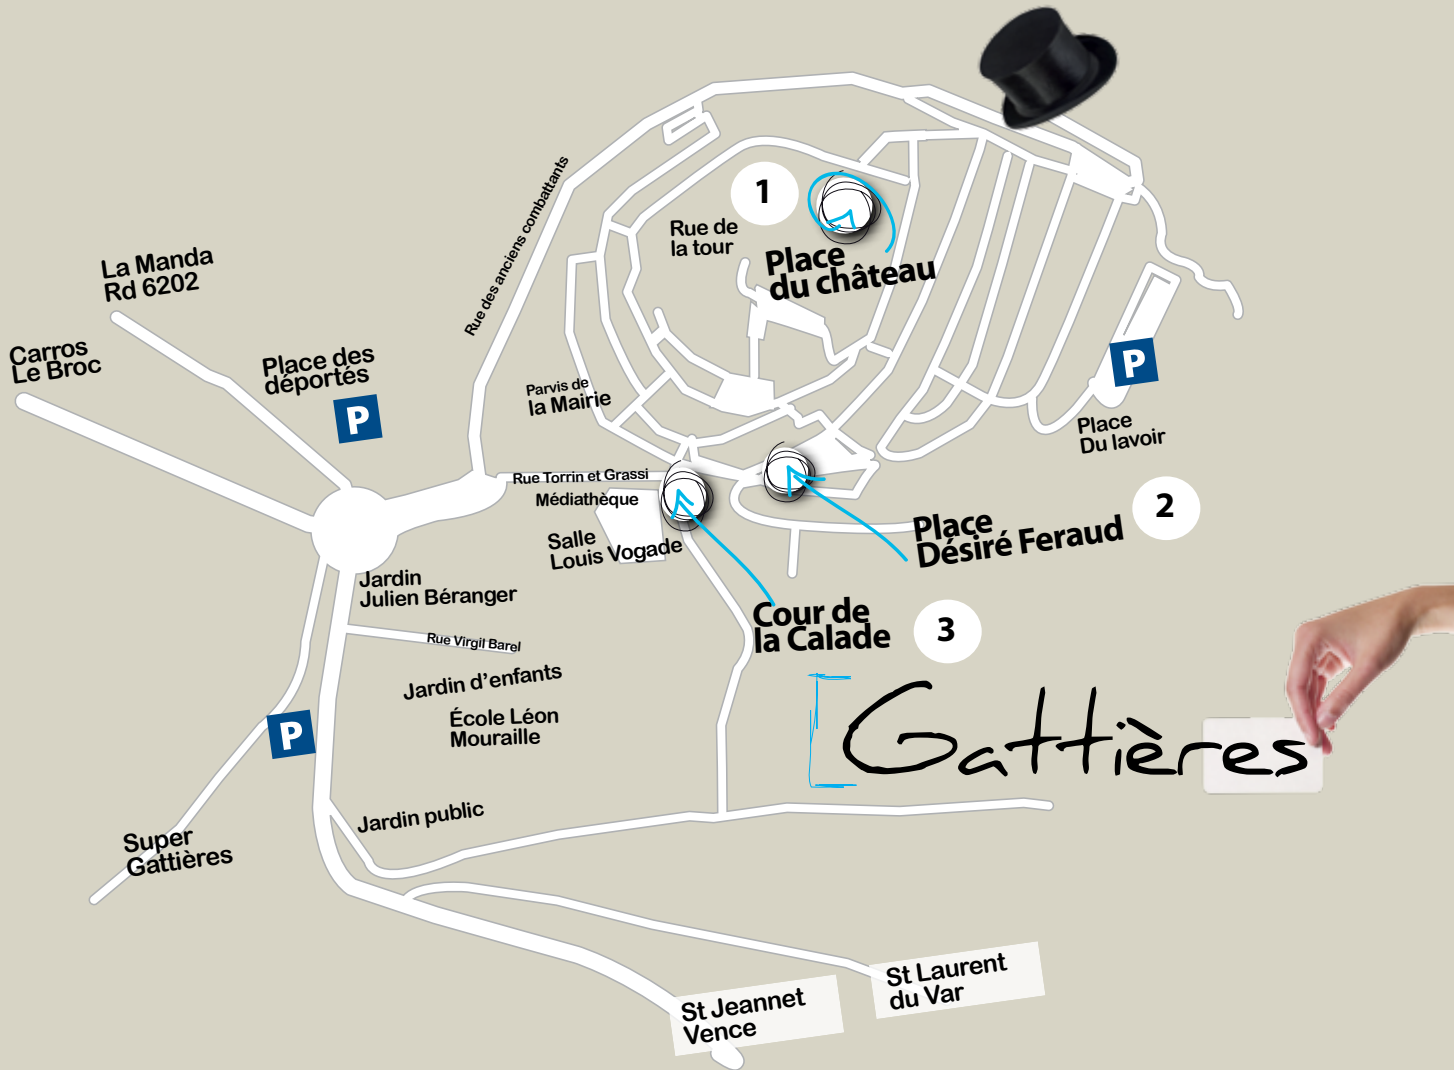 1
Rue de
la tour
Place
du château
Rue des anciens combattants
La Manda
Rd 6202
Carros
Le Broc
Place des
déportés
P
Parvis de
la Mairie
P
Place
Du lavoir
Rue Torrin et Grassi
Médiathèque
Salle
Louis Vogade
2
Place
Désiré Feraud
Jardin
Julien Béranger
Cour de
la Calade
3
Rue Virgil Barel
Jardin d'enfants
École Léon
Mouraille
P
Gattières
Jardin public
Super
Gattières
St Laurent
du Var
St Jeannet
Vence